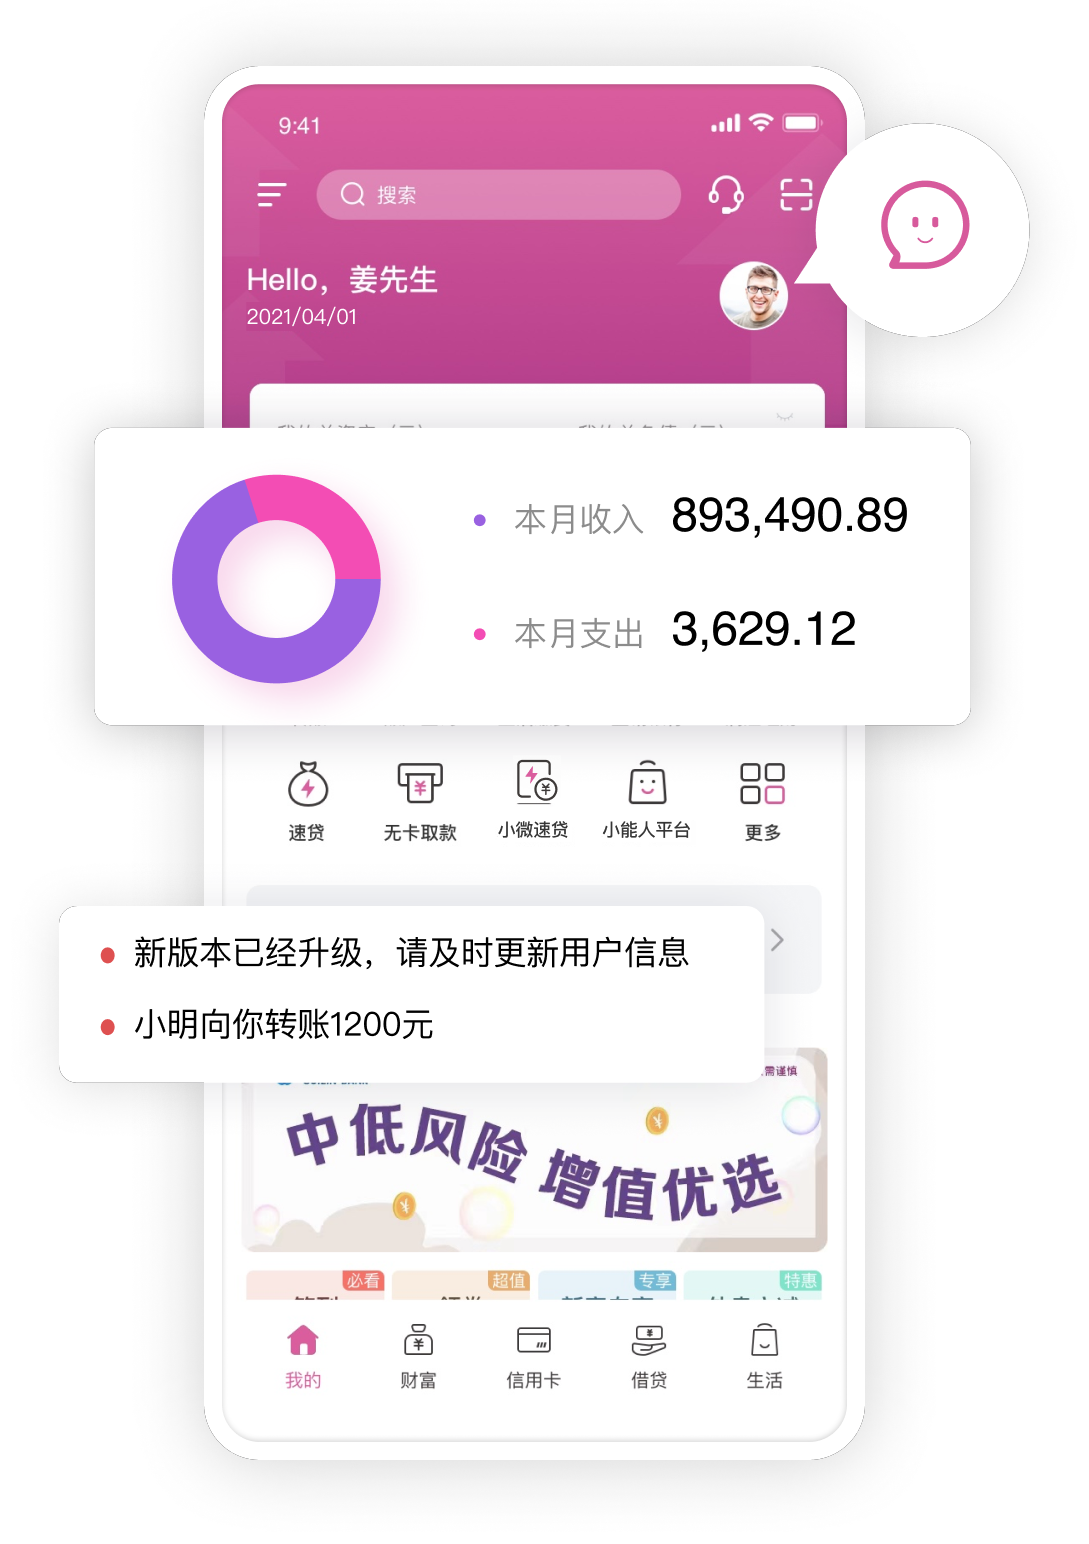 9:41
搜索
Hello，姜先生
2021/04/01
本月收入 893,490.89
本月支出 3,629.12
速贷 无卡取款 小微速贷 小能人平台 更多
新版本已经升级，请及时更新用户信息
小明向你转账1200元
需谨慎
中低风险 增值优选
必看 超值 专享 特惠
我的 财富 信用卡 借贷 生活